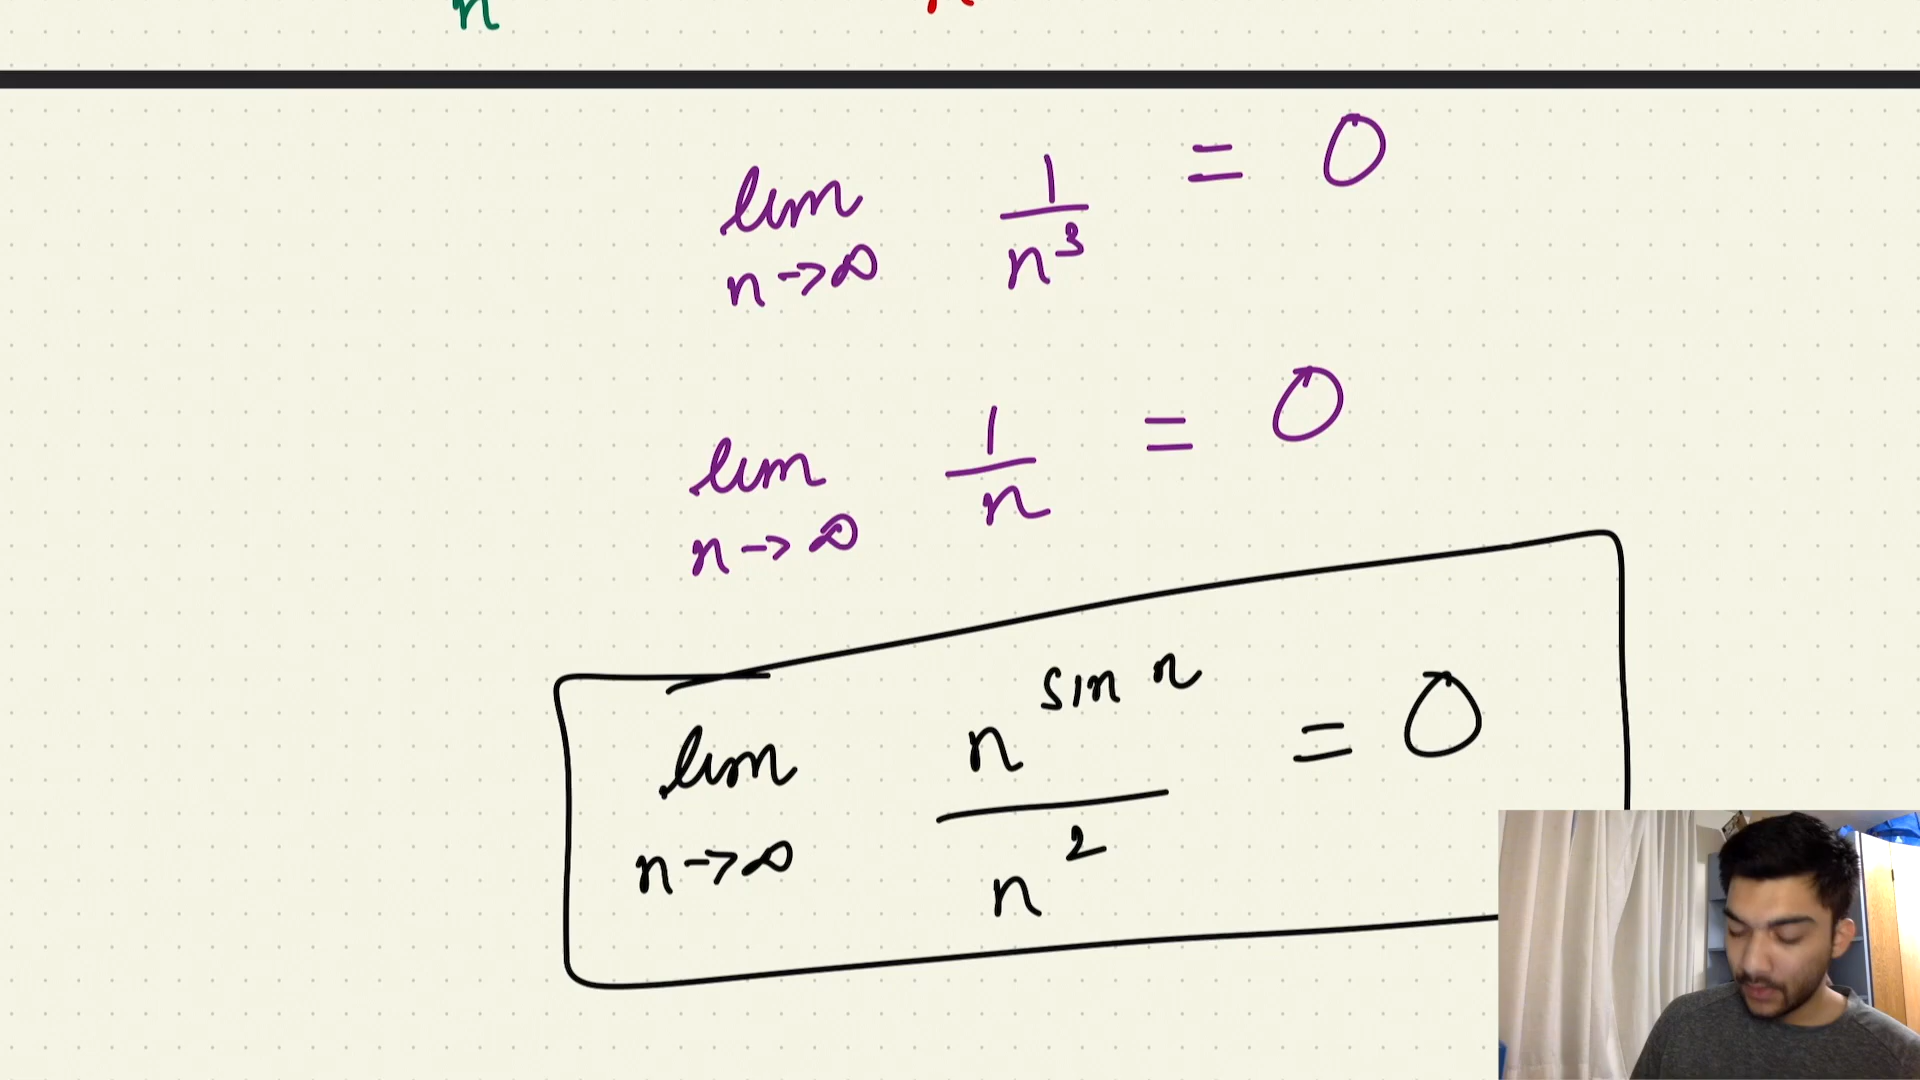 n
lim n→∞ 1/n³ = 0
lim n→∞ 1/n = 0
lim n→∞ n^(sin n)/n² = 0